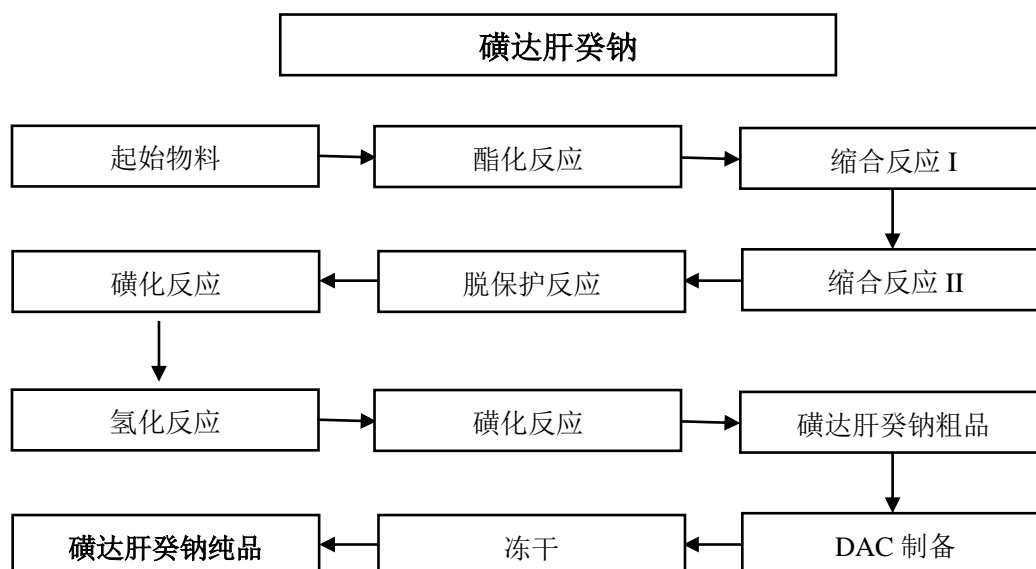 磺达肝癸钠
起始物料
酯化反应
缩合反应 I
缩合反应 II
脱保护反应
磺化反应
氢化反应
磺化反应
磺达肝癸钠粗品
DAC 制备
冻干
磺达肝癸钠纯品